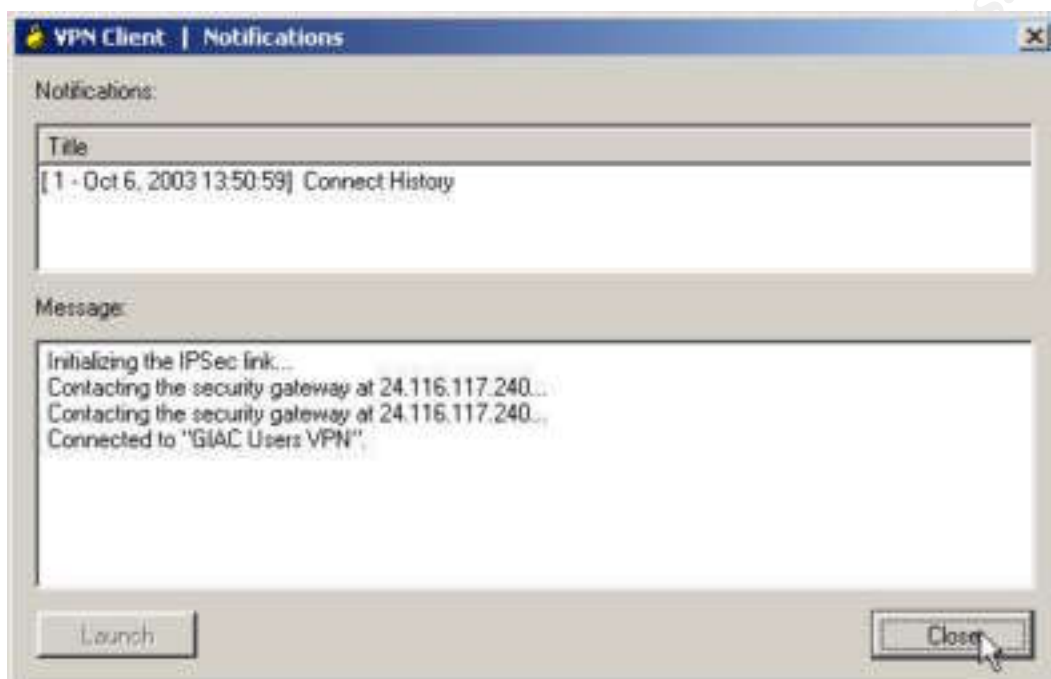 VPN Client | Notifications
Notifications:
Title
[ 1 - Oct 6, 2003 13:50:59] Connect History
Message:
Initializing the IPSec link...
Contacting the security gateway at 24.116.117.240...
Contacting the security gateway at 24.116.117.240...
Connected to "GIAC Users VPN".
Launch
Close